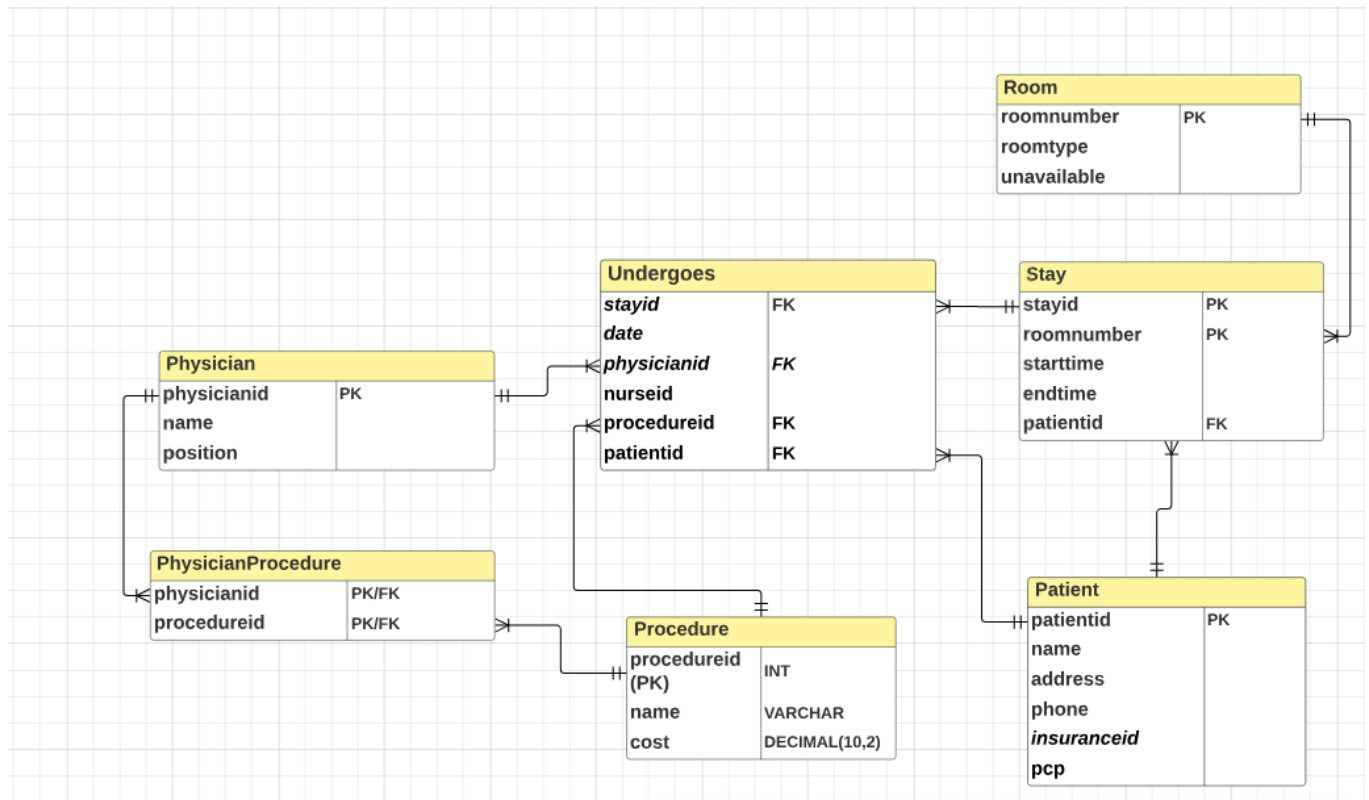 Room
roomnumber PK
roomtype
unavailable
Undergoes
stayid FK
date
physicianid FK
nurseid
procedureid FK
patientid FK
Stay
stayid PK
roomnumber PK
starttime
endtime
patientid FK
Physician
physicianid PK
name
position
PhysicianProcedure
physicianid PK/FK
procedureid PK/FK
Procedure
procedureid
(PK) INT
name VARCHAR
cost DECIMAL(10,2)
Patient
patientid PK
name
address
phone
insuranceid
pcp